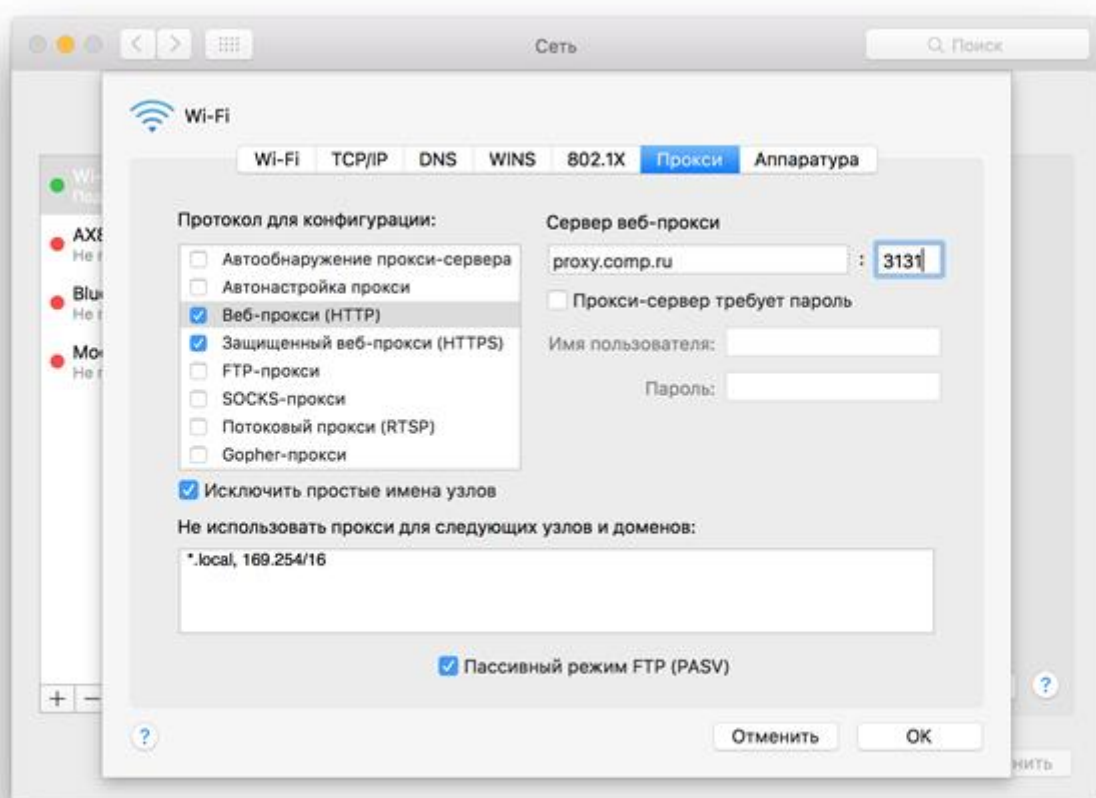 Сеть
Поиск
Wi-Fi
Wi-Fi TCP/IP DNS WINS 802.1X Прокси Аппаратура
Протокол для конфигурации:
Автообнаружение прокси-сервера
Автонастройка прокси
Веб-прокси (HTTP)
Защищенный веб-прокси (HTTPS)
FTP-прокси
SOCKS-прокси
Потоковый прокси (RTSP)
Gopher-прокси
Сервер веб-прокси
proxy.comp.ru : 3131
Прокси-сервер требует пароль
Имя пользователя:
Пароль:
Исключить простые имена узлов
Не использовать прокси для следующих узлов и доменов:
*.local, 169.254/16
Пассивный режим FTP (PASV)
+ −
?
? Отменить OK